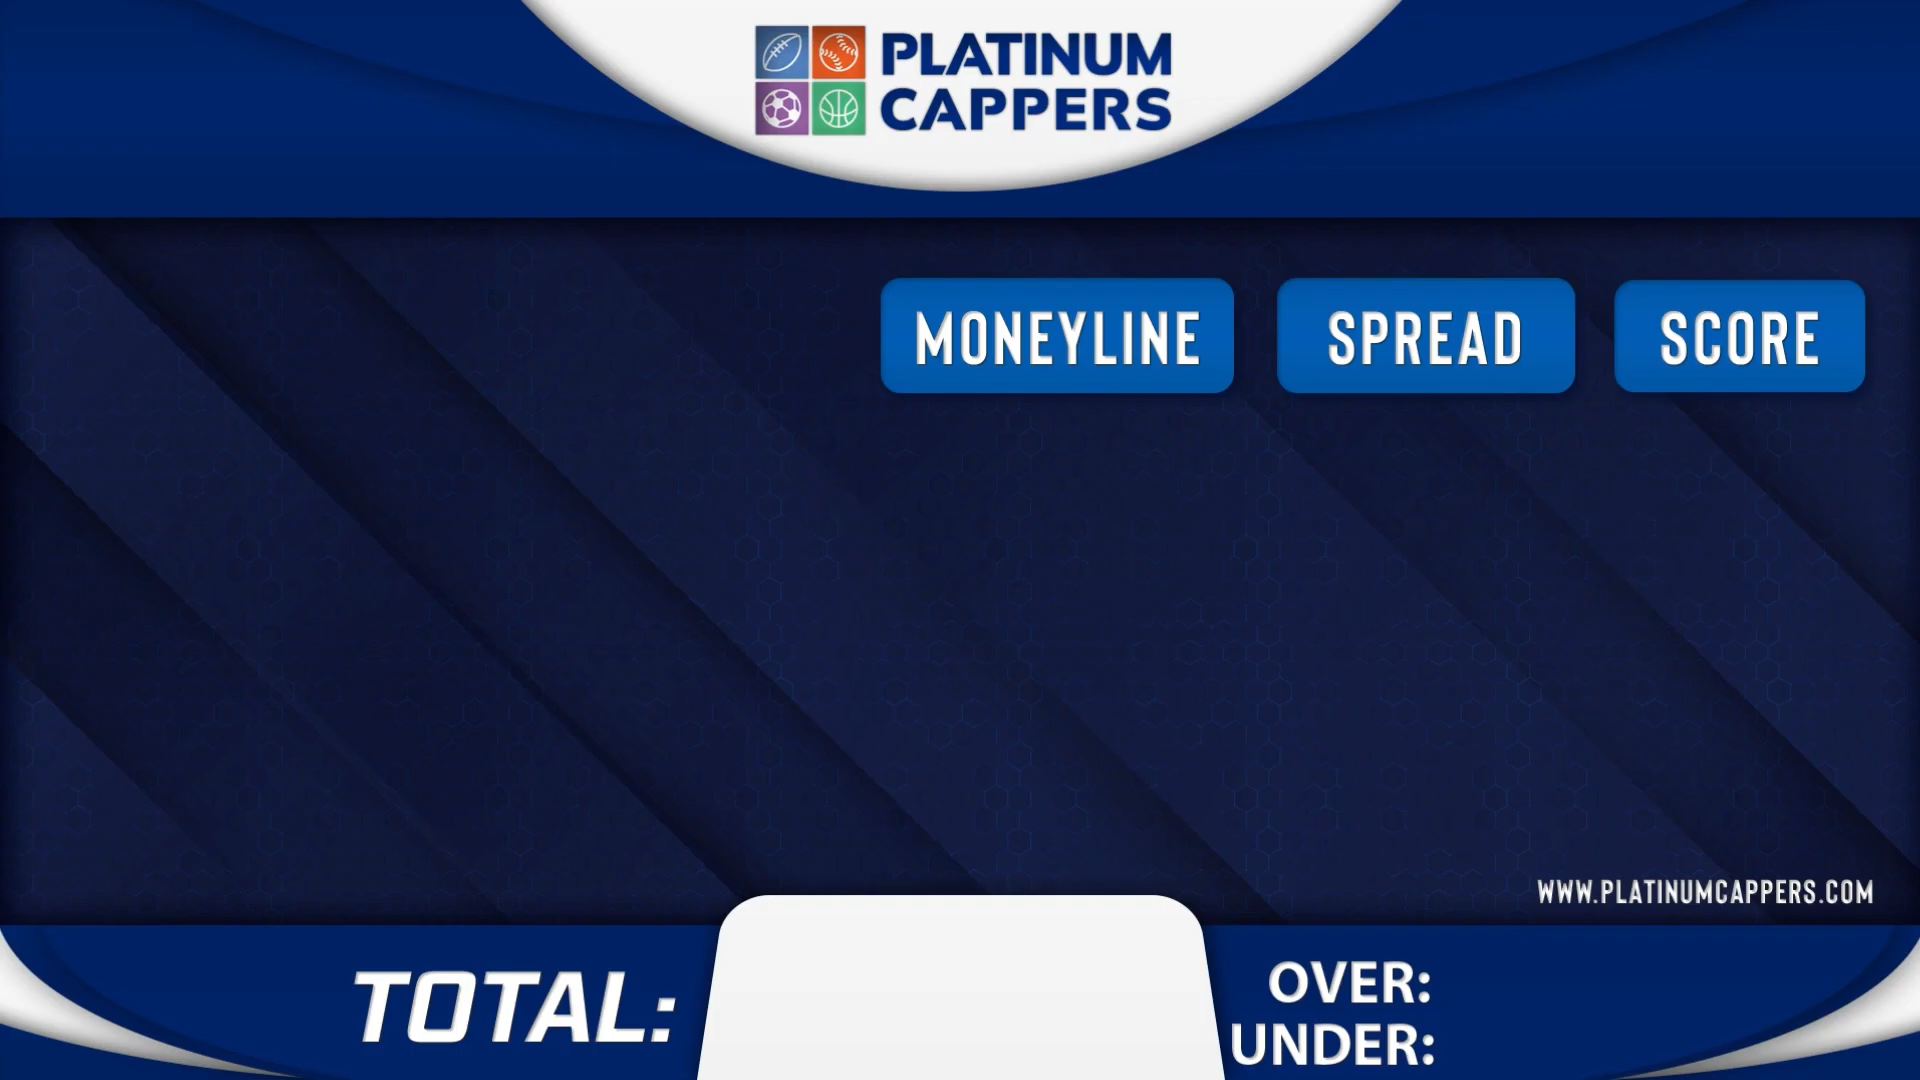 PLATINUM
CAPPERS
MONEYLINE SPREAD SCORE
WWW.PLATINUMCAPPERS.COM
TOTAL:
OVER:
UNDER: